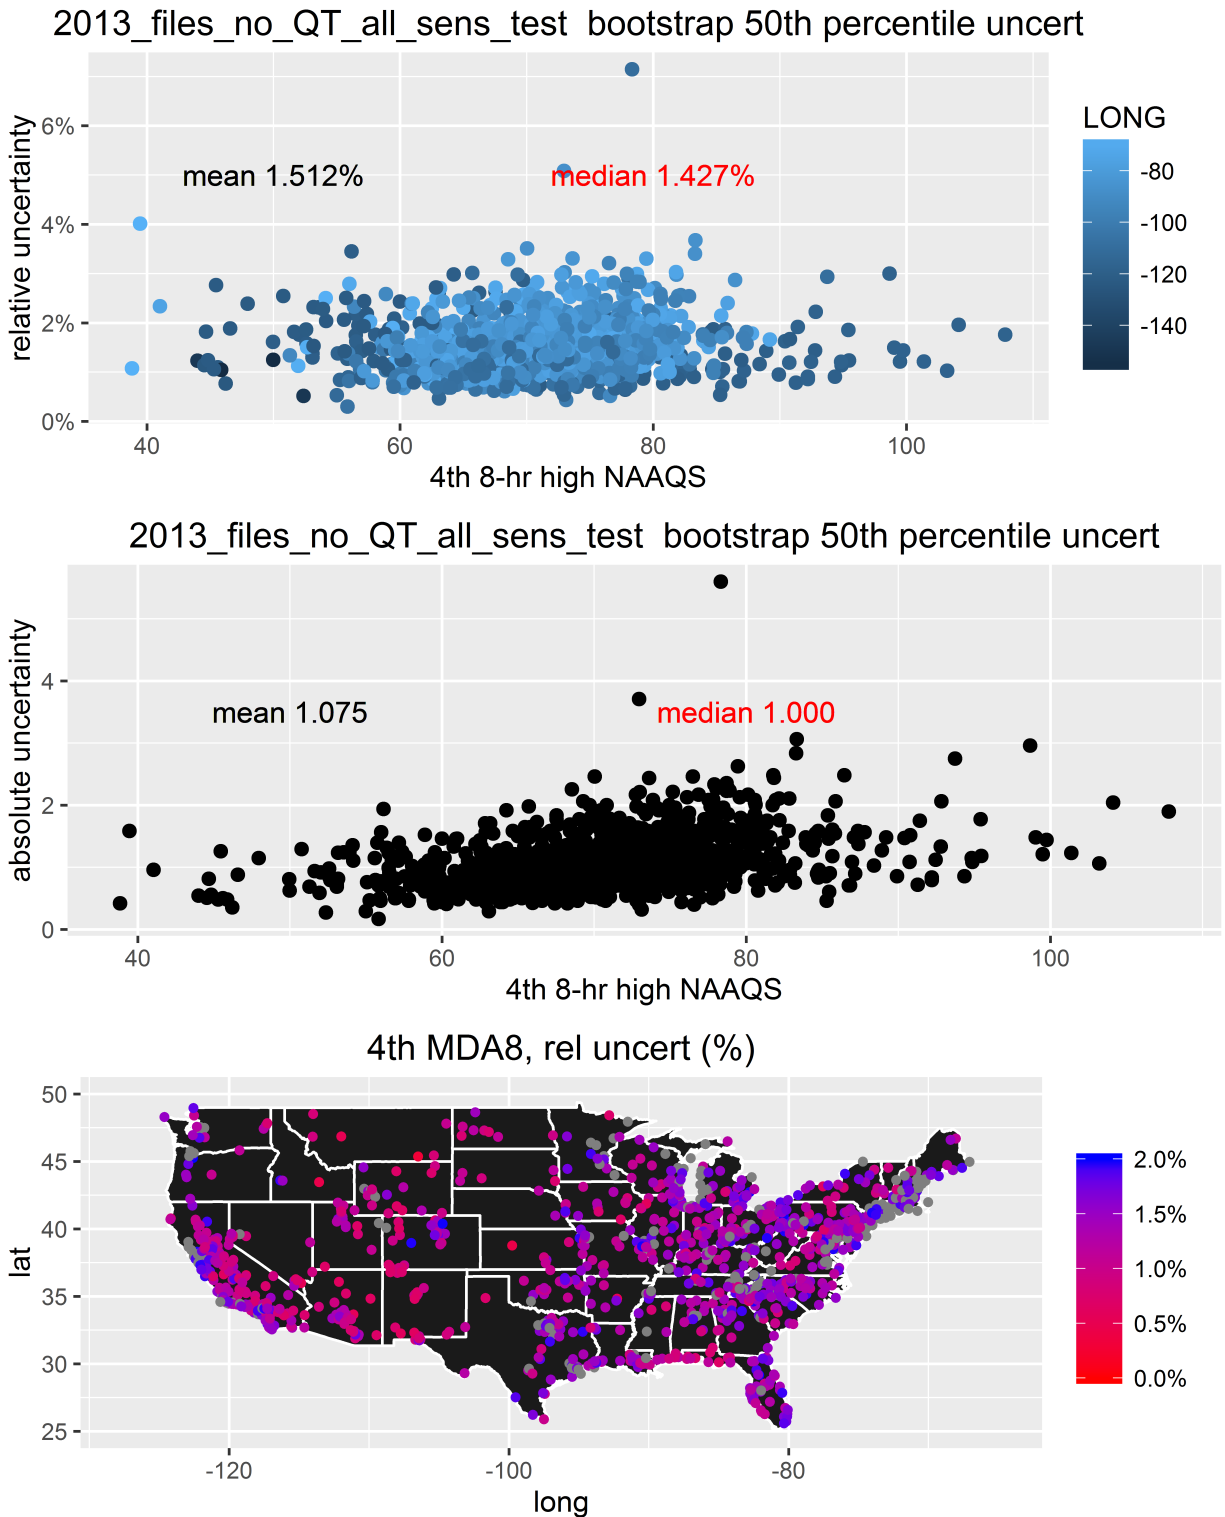 2013_files_no_QT_all_sens_test  bootstrap 50th percentile uncert
relative uncertainty
6%
4%
2%
0%
mean 1.512%
median 1.427%
40
60
80
100
4th 8-hr high NAAQS
LONG
-80
-100
-120
-140
2013_files_no_QT_all_sens_test  bootstrap 50th percentile uncert
absolute uncertainty
4
2
0
mean 1.075
median 1.000
40
60
80
100
4th 8-hr high NAAQS
4th MDA8, rel uncert (%)
lat
50
45
40
35
30
25
-120
-100
-80
long
2.0%
1.5%
1.0%
0.5%
0.0%